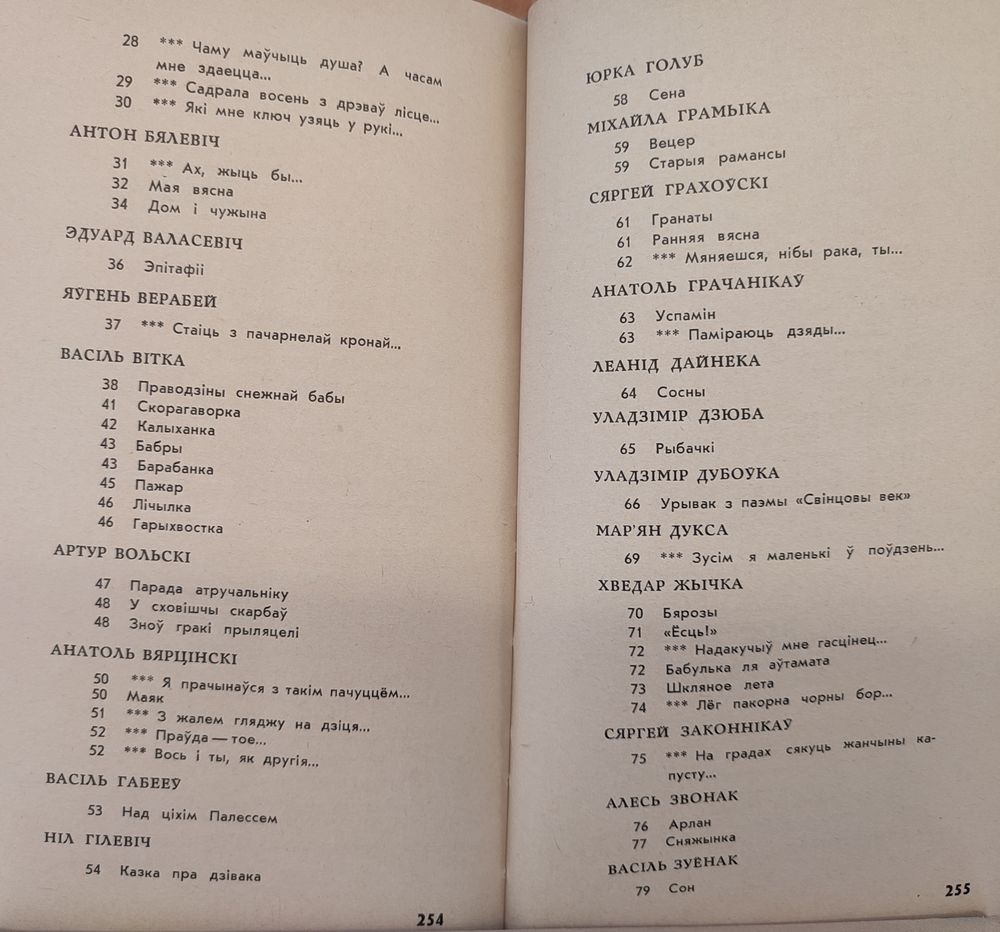 28 *** Чаму маўчыць душа? А часам
мне здаецца...
29 *** Садрала восень з дрэваў лісце...
30 *** Які мне ключ узяць у рукі...
АНТОН БЯЛЕВІЧ
31 *** Ах, жыць бы...
32 Мая вясна
34 Дом і чужына
ЭДУАРД ВАЛАСЕВІЧ
36 Эпітафіі
ЯЎГЕНЬ ВЕРАБЕЙ
37 *** Стаіць з пачарнелай кронай...
ВАСІЛЬ ВІТКА
38 Праводзіны снежнай бабы
41 Скорагаворка
42 Калыханка
43 Бабры
43 Барабанка
45 Пажар
46 Лічылка
46 Гарыхвостка
АРТУР ВОЛЬСКІ
47 Парада атручальніку
48 У сховішчы скарбаў
48 Зноў гракі прыляцелі
АНАТОЛЬ ВЯРЦІНСКІ
50 *** Я прачынаўся з такім пачуццём...
50 Маяк
51 *** З жалем гляджу на дзіця...
52 *** Праўда — тое...
52 *** Вось і ты, як другія...
ВАСІЛЬ ГАБЕЕЎ
53 Над ціхім Палессем
НІЛ ГІЛЕВІЧ
54 Казка пра дзівака
254
ЮРКА ГОЛУБ
58 Сена
МІХАЙЛА ГРАМЫКА
59 Вецер
59 Старыя рамансы
СЯРГЕЙ ГРАХОЎСКІ
61 Гранаты
61 Ранняя вясна
62 *** Мяняешся, нібы рака, ты...
АНАТОЛЬ ГРАЧАНІКАЎ
63 Успамін
63 *** Паміраюць дзяды...
ЛЕАНІД ДАЙНЕКА
64 Сосны
УЛАДЗІМІР ДЗЮБА
65 Рыбачкі
УЛАДЗІМІР ДУБОЎКА
66 Урывак з паэмы «Свінцовы век»
МАР'ЯН ДУКСА
69 *** Зусім я маленькі ў поўдзень...
ХВЕДАР ЖЫЧКА
70 Бярозы
71 «Ёсць!»
72 *** Надакучыў мне гасцінец...
72 Бабулька ля аўтамата
73 Шкляное лета
74 *** Лёг пакорна чорны бор...
СЯРГЕЙ ЗАКОННІКАЎ
75 *** На градах сякуць жанчыны ка-
пусту...
АЛЕСЬ ЗВОНАК
76 Арлан
77 Сняжынка
ВАСІЛЬ ЗУЁНАК
79 Сон
255